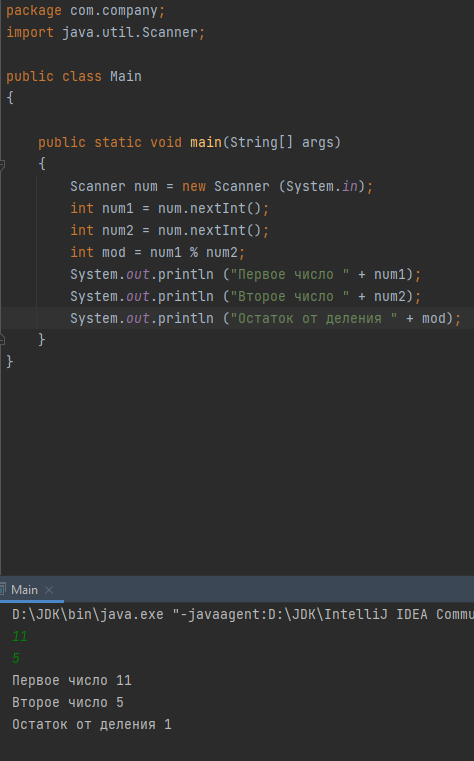 package com.company;
import java.util.Scanner;
public class Main
{
public static void main(String[] args)
{
Scanner num = new Scanner (System.in);
int num1 = num.nextInt();
int num2 = num.nextInt();
int mod = num1 % num2;
System.out.println ("Первое число " + num1);
System.out.println ("Второе число " + num2);
System.out.println ("Остаток от деления " + mod);
}
}
Main ×
D:\JDK\bin\java.exe "-javaagent:D:\JDK\IntelliJ IDEA Commu
11
5
Первое число 11
Второе число 5
Остаток от деления 1